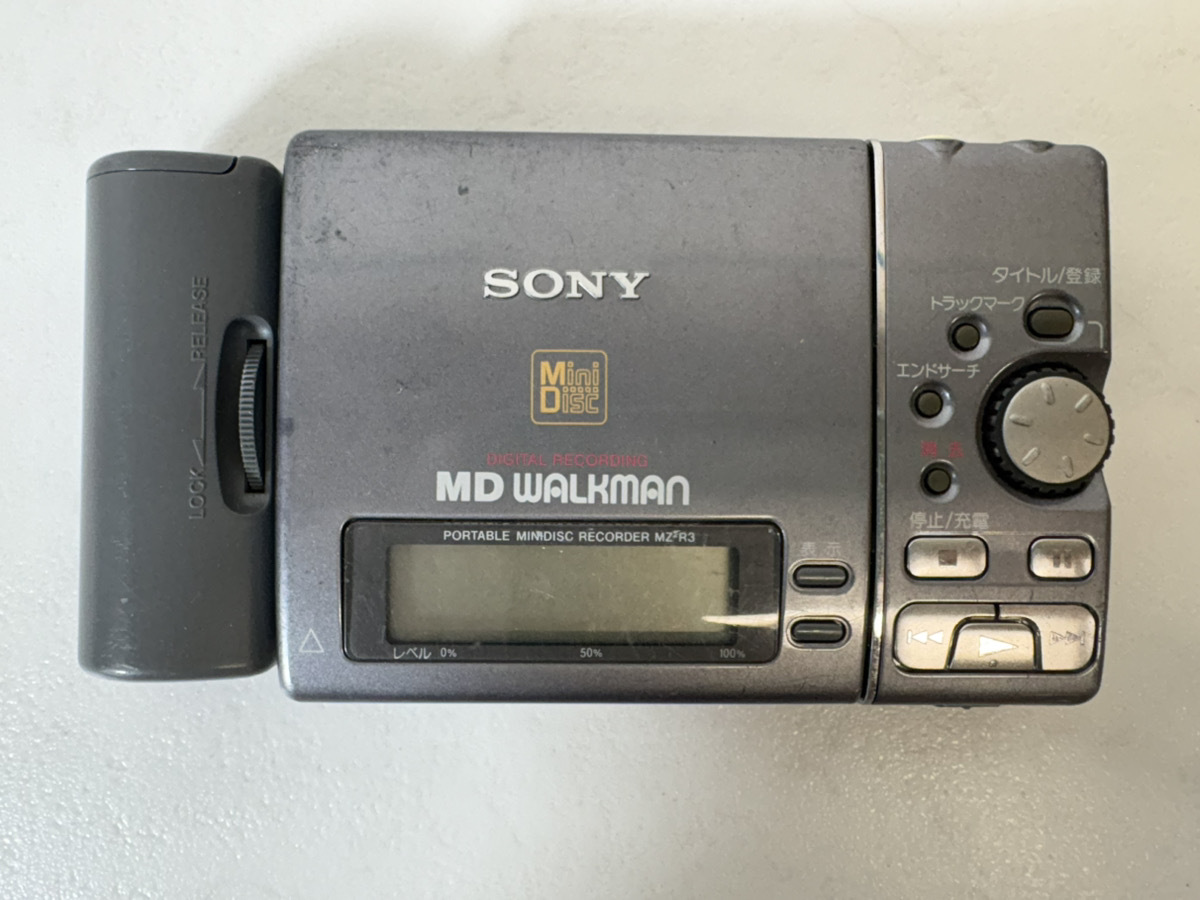 SONY
Mini
Disc
DIGITAL RECORDING
MD WALKMAN
PORTABLE MINIDISC RECORDER MZ-R3
レベル 0% 50% 100%
表示
LOCK RELEASE
タイトル/登録
トラックマーク
エンドサーチ
停止/充電